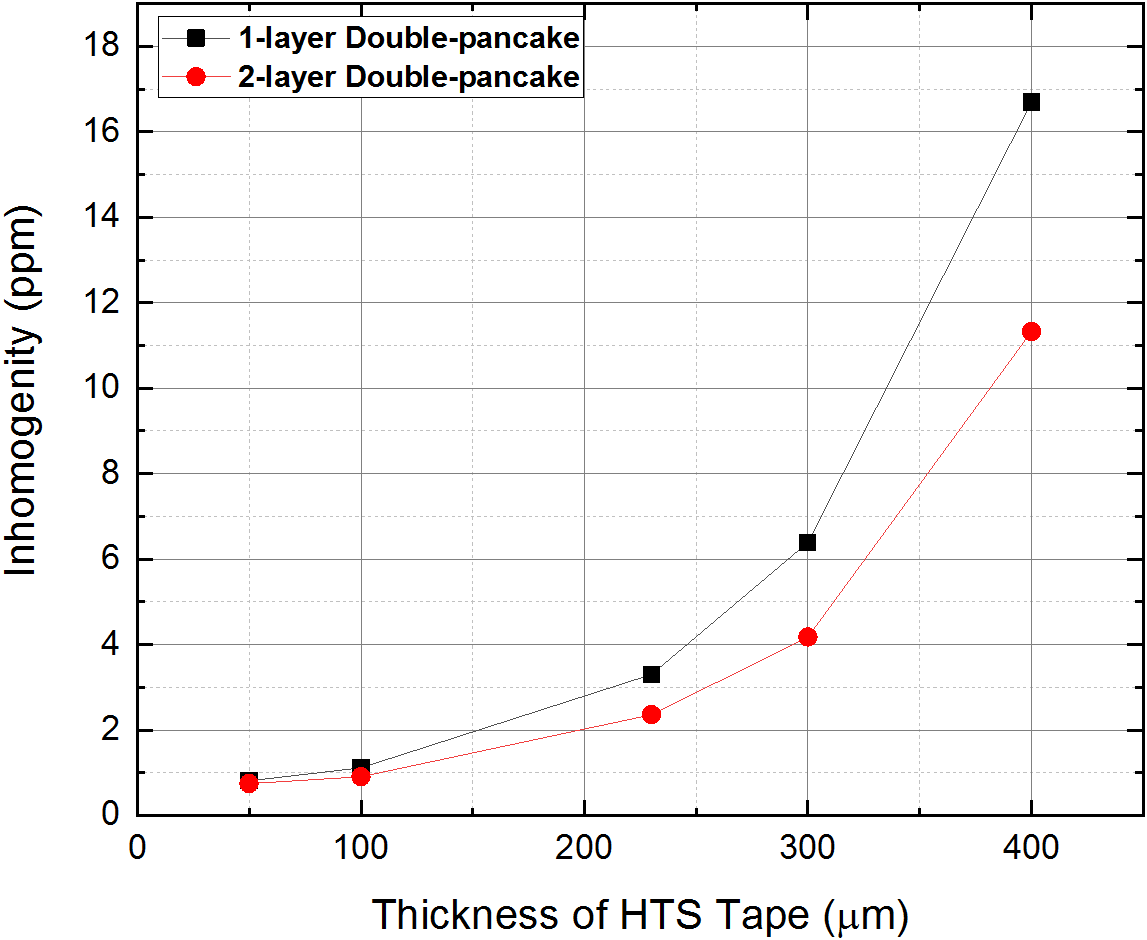 1-layer Double-pancake
2-layer Double-pancake
18
16
14
12
10
8
6
4
2
0
Inhomogenity (ppm)
0 100 200 300 400
Thickness of HTS Tape (μm)